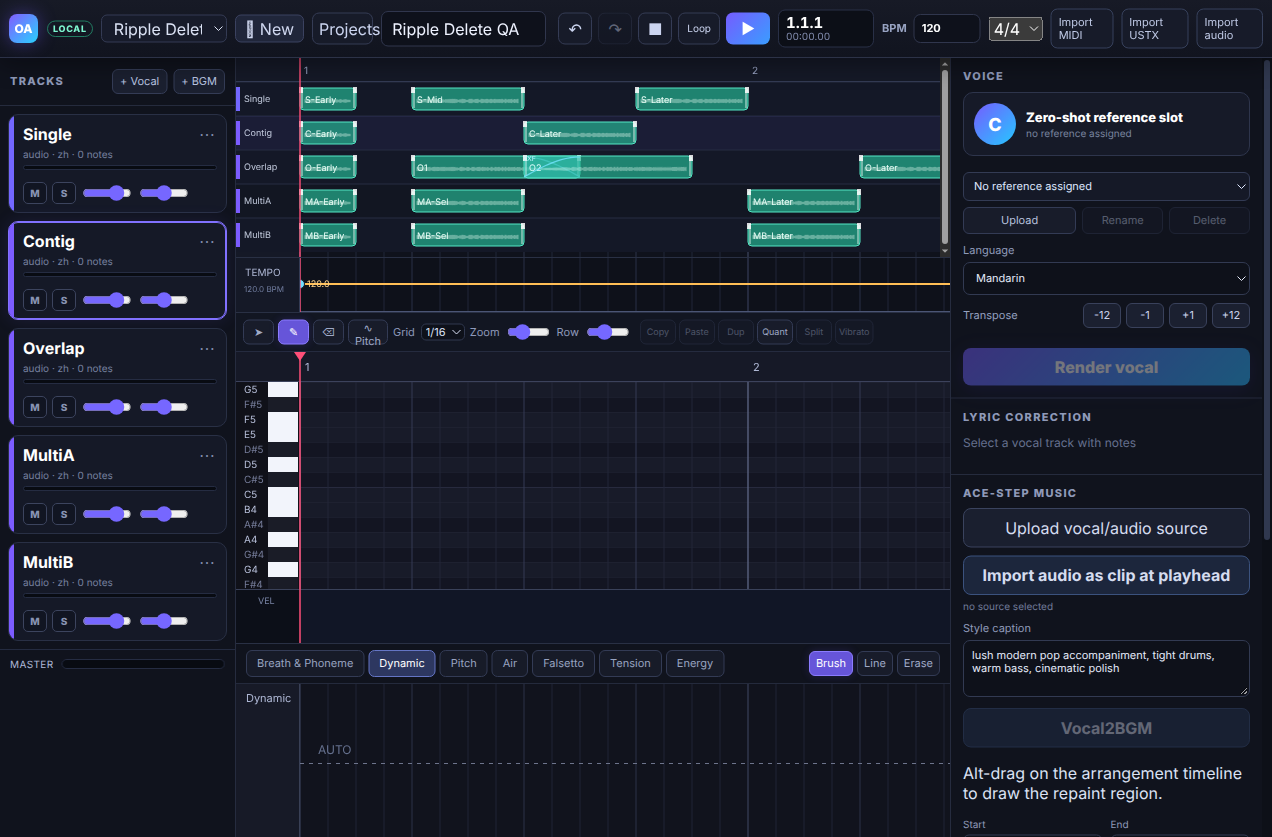 OA LOCAL Ripple Delet New Projects Ripple Delete QA Loop 1.1.1 BPM 120 4/4 Import MIDI Import USTX Import audio
00:00.00
TRACKS + Vocal + BGM
Single
audio · zh · 0 notes
M S
Contig
audio · zh · 0 notes
M S
Overlap
audio · zh · 0 notes
M S
MultiA
audio · zh · 0 notes
M S
MultiB
audio · zh · 0 notes
M S
MASTER
1 2
Single S-Early S-Mid S-Later
Contig C-Early C-Later
Overlap O-Early O1 XF O2 O-Later
MultiA MA-Early MA-Sel MA-Later
MultiB MB-Early MB-Sel MB-Later
TEMPO
120.0 BPM 120.0
Pitch Grid 1/16 Zoom Row Copy Paste Dup Quant Split Vibrato
1 2
G5
F#5
F5
E5
D#5
D5
C#5
C5
B4
A#4
A4
G#4
G4
F#4
VEL
Breath & Phoneme Dynamic Pitch Air Falsetto Tension Energy Brush Line Erase
Dynamic
AUTO
VOICE
C Zero-shot reference slot
no reference assigned
No reference assigned
Upload Rename Delete
Language
Mandarin
Transpose -12 -1 +1 +12
Render vocal
LYRIC CORRECTION
Select a vocal track with notes
ACE-STEP MUSIC
Upload vocal/audio source
Import audio as clip at playhead
no source selected
Style caption
lush modern pop accompaniment, tight drums,
warm bass, cinematic polish
Vocal2BGM
Alt-drag on the arrangement timeline
to draw the repaint region.
Start End